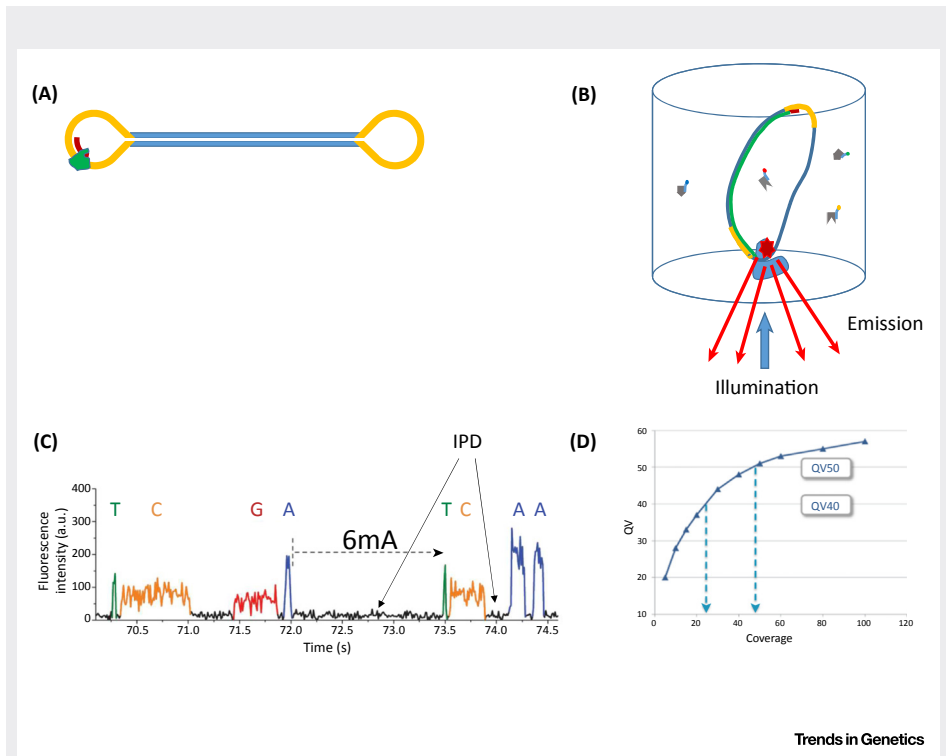 (A)
(B)
Emission
Illumination
(C)
IPD
Fluorescence
intensity (a.u.)
400
300
200
100
0
T C G A T C A A
6mA
70.5 71.0 71.5 72.0 72.5 73.0 73.5 74.0 74.5
Time (s)
(D)
QV
60
50
40
30
20
10
QV50
QV40
0 20 40 60 80 100 120
Coverage
Trends in Genetics